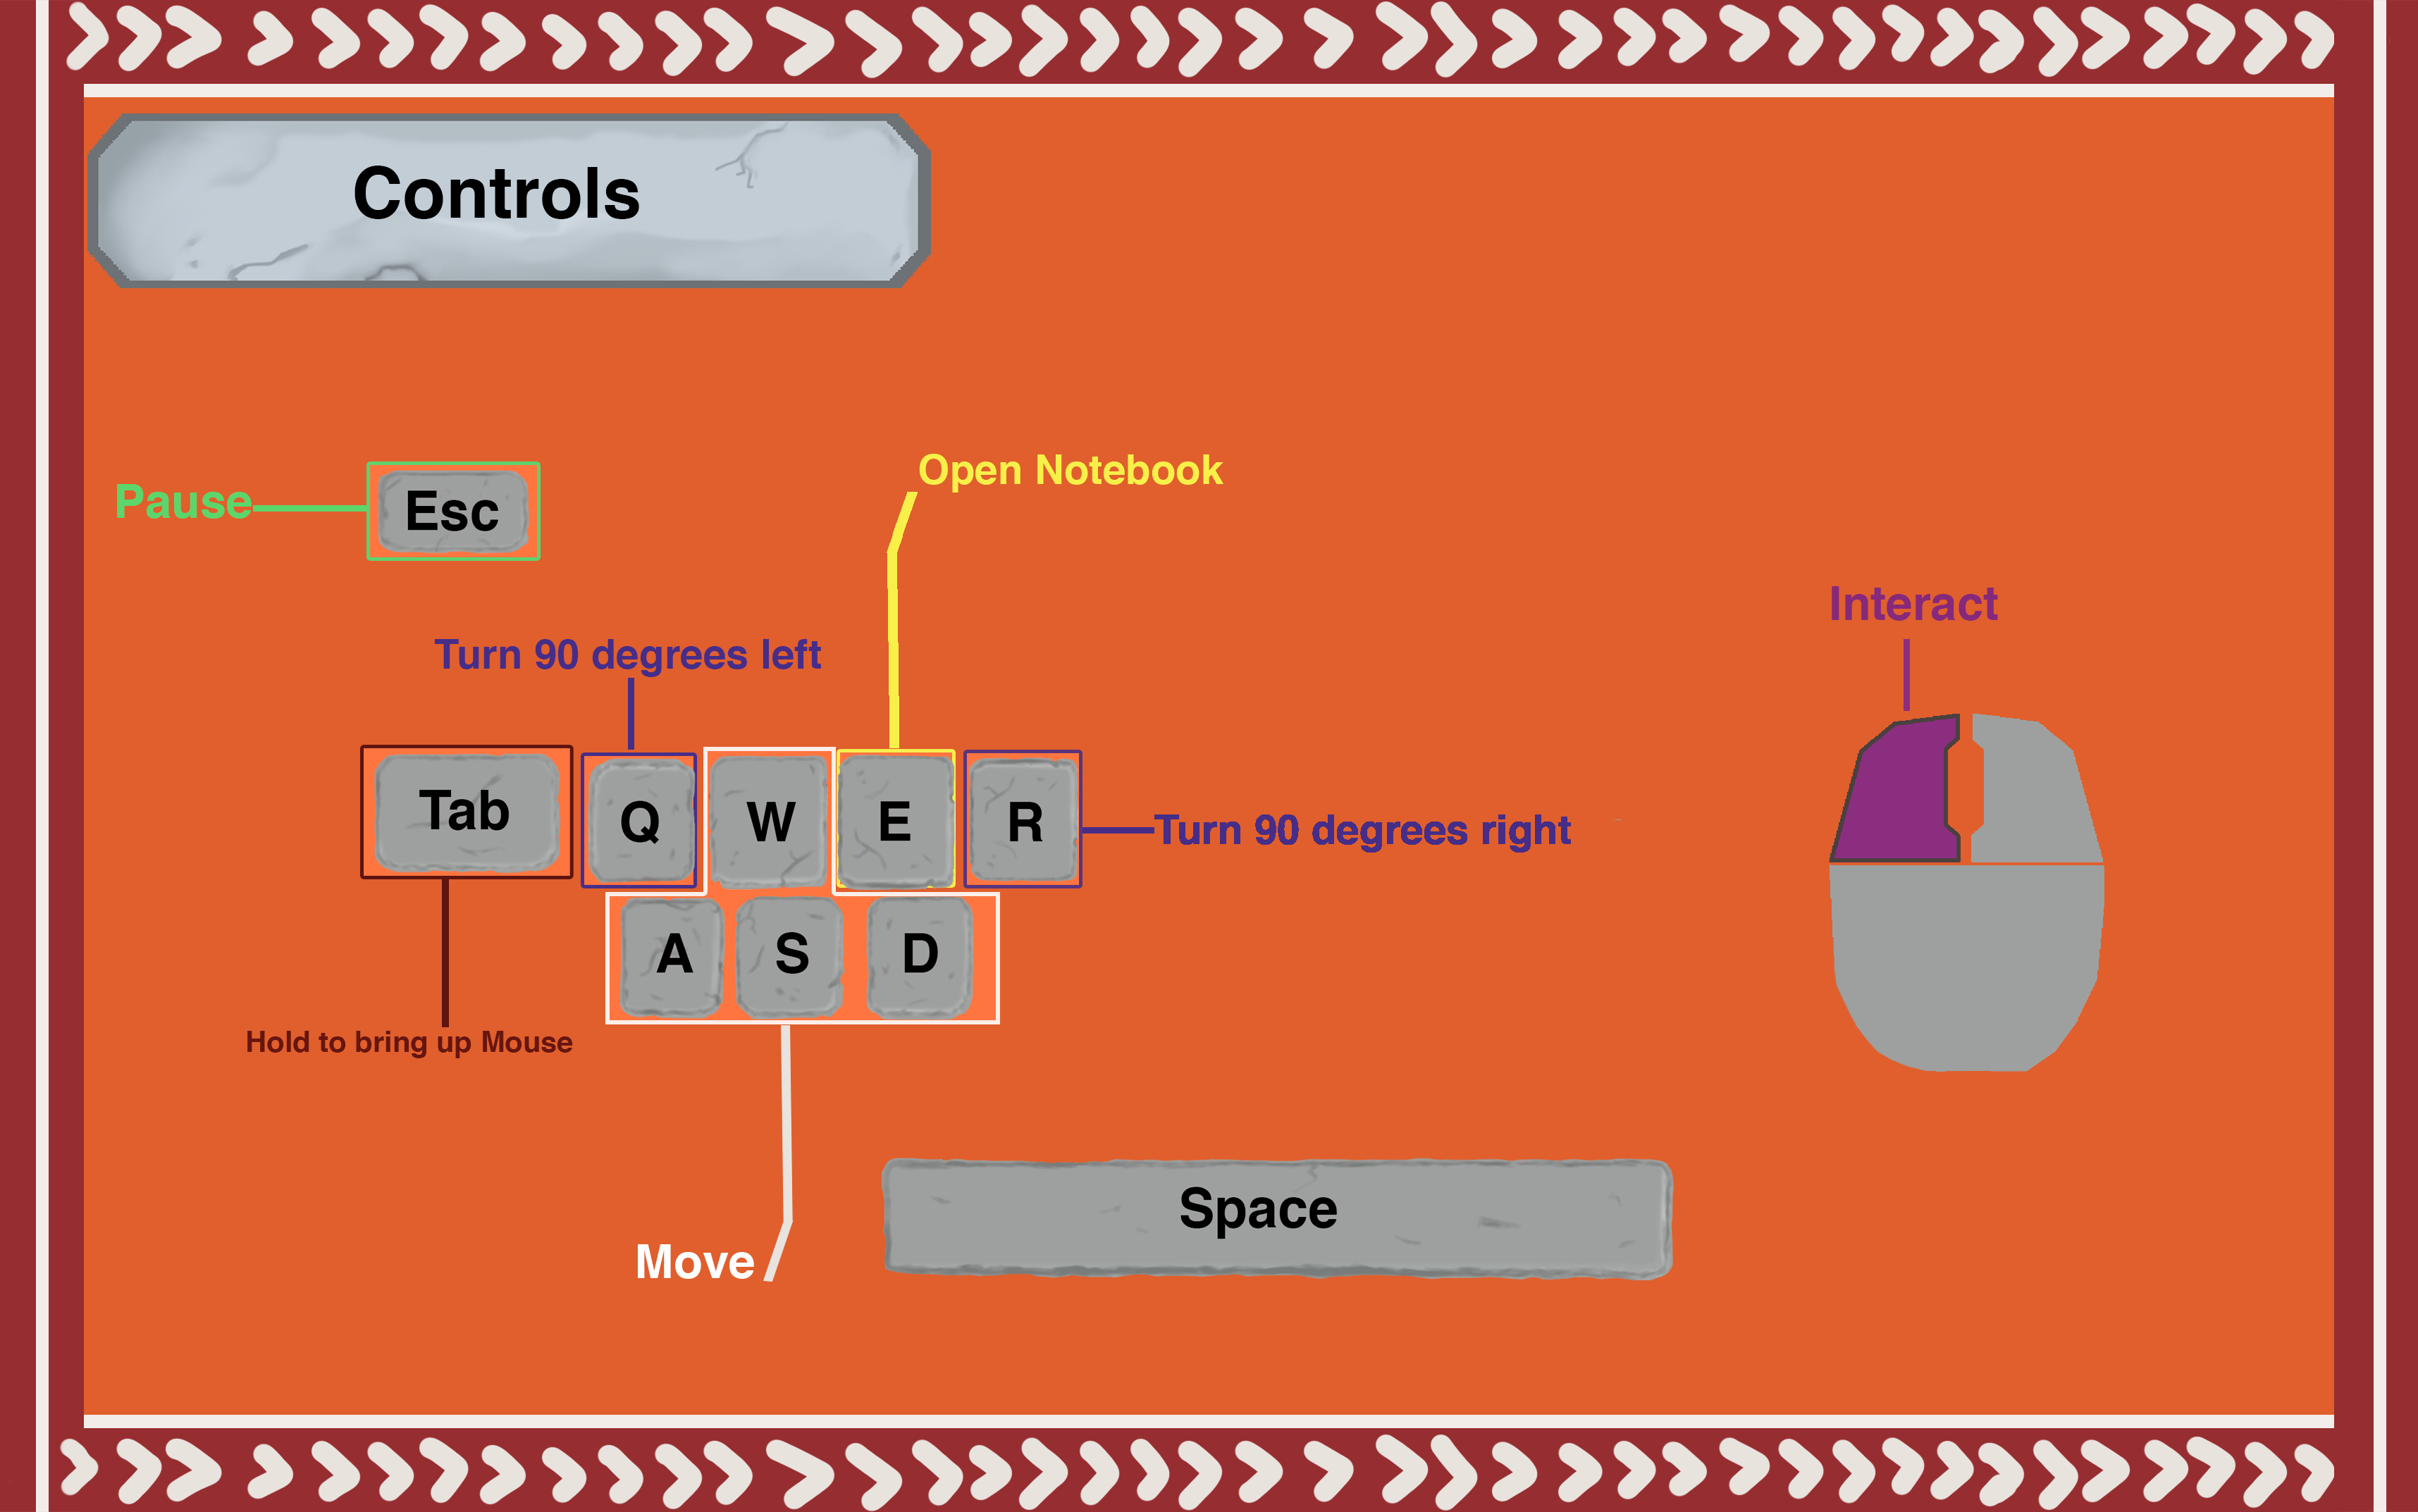 Controls
Open Notebook
Pause
Esc
Interact
Turn 90 degrees left
Tab
Q
W
E
R
Turn 90 degrees right
A
S
D
Hold to bring up Mouse
Space
Move